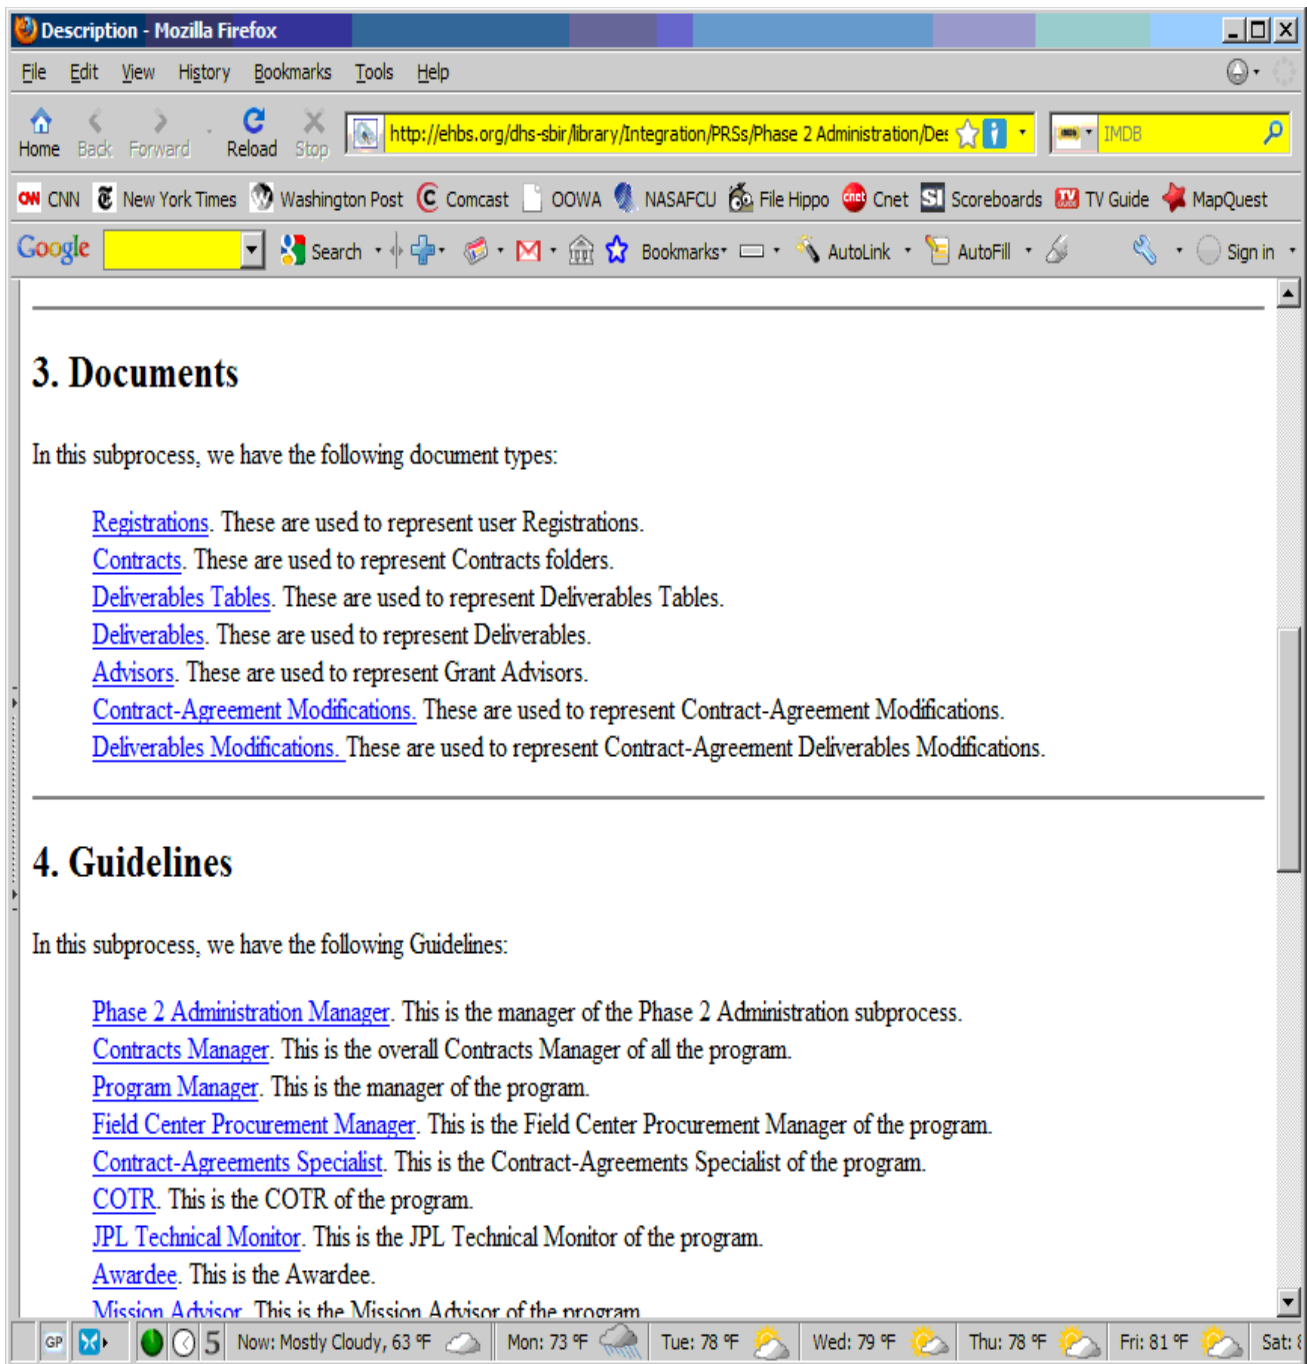 Description - Mozilla Firefox
File Edit View History Bookmarks Tools Help
Home Back Forward Reload Stop http://ehbs.org/dhs-sbir/library/Integration/PRSs/Phase 2 Administration/Des IMDB
CNN New York Times Washington Post Comcast OOWA NASAFCU File Hippo Cnet Scoreboards TV Guide MapQuest
Google Search Bookmarks AutoLink AutoFill Sign in
3. Documents
In this subprocess, we have the following document types:
Registrations. These are used to represent user Registrations.
Contracts. These are used to represent Contracts folders.
Deliverables Tables. These are used to represent Deliverables Tables.
Deliverables. These are used to represent Deliverables.
Advisors. These are used to represent Grant Advisors.
Contract-Agreement Modifications. These are used to represent Contract-Agreement Modifications.
Deliverables Modifications. These are used to represent Contract-Agreement Deliverables Modifications.
4. Guidelines
In this subprocess, we have the following Guidelines:
Phase 2 Administration Manager. This is the manager of the Phase 2 Administration subprocess.
Contracts Manager. This is the overall Contracts Manager of all the program.
Program Manager. This is the manager of the program.
Field Center Procurement Manager. This is the Field Center Procurement Manager of the program.
Contract-Agreements Specialist. This is the Contract-Agreements Specialist of the program.
COTR. This is the COTR of the program.
JPL Technical Monitor. This is the JPL Technical Monitor of the program.
Awardee. This is the Awardee.
Mission Advisor. This is the Mission Advisor of the program
GP 5 Now: Mostly Cloudy, 63 °F Mon: 73 °F Tue: 78 °F Wed: 79 °F Thu: 78 °F Fri: 81 °F Sat: